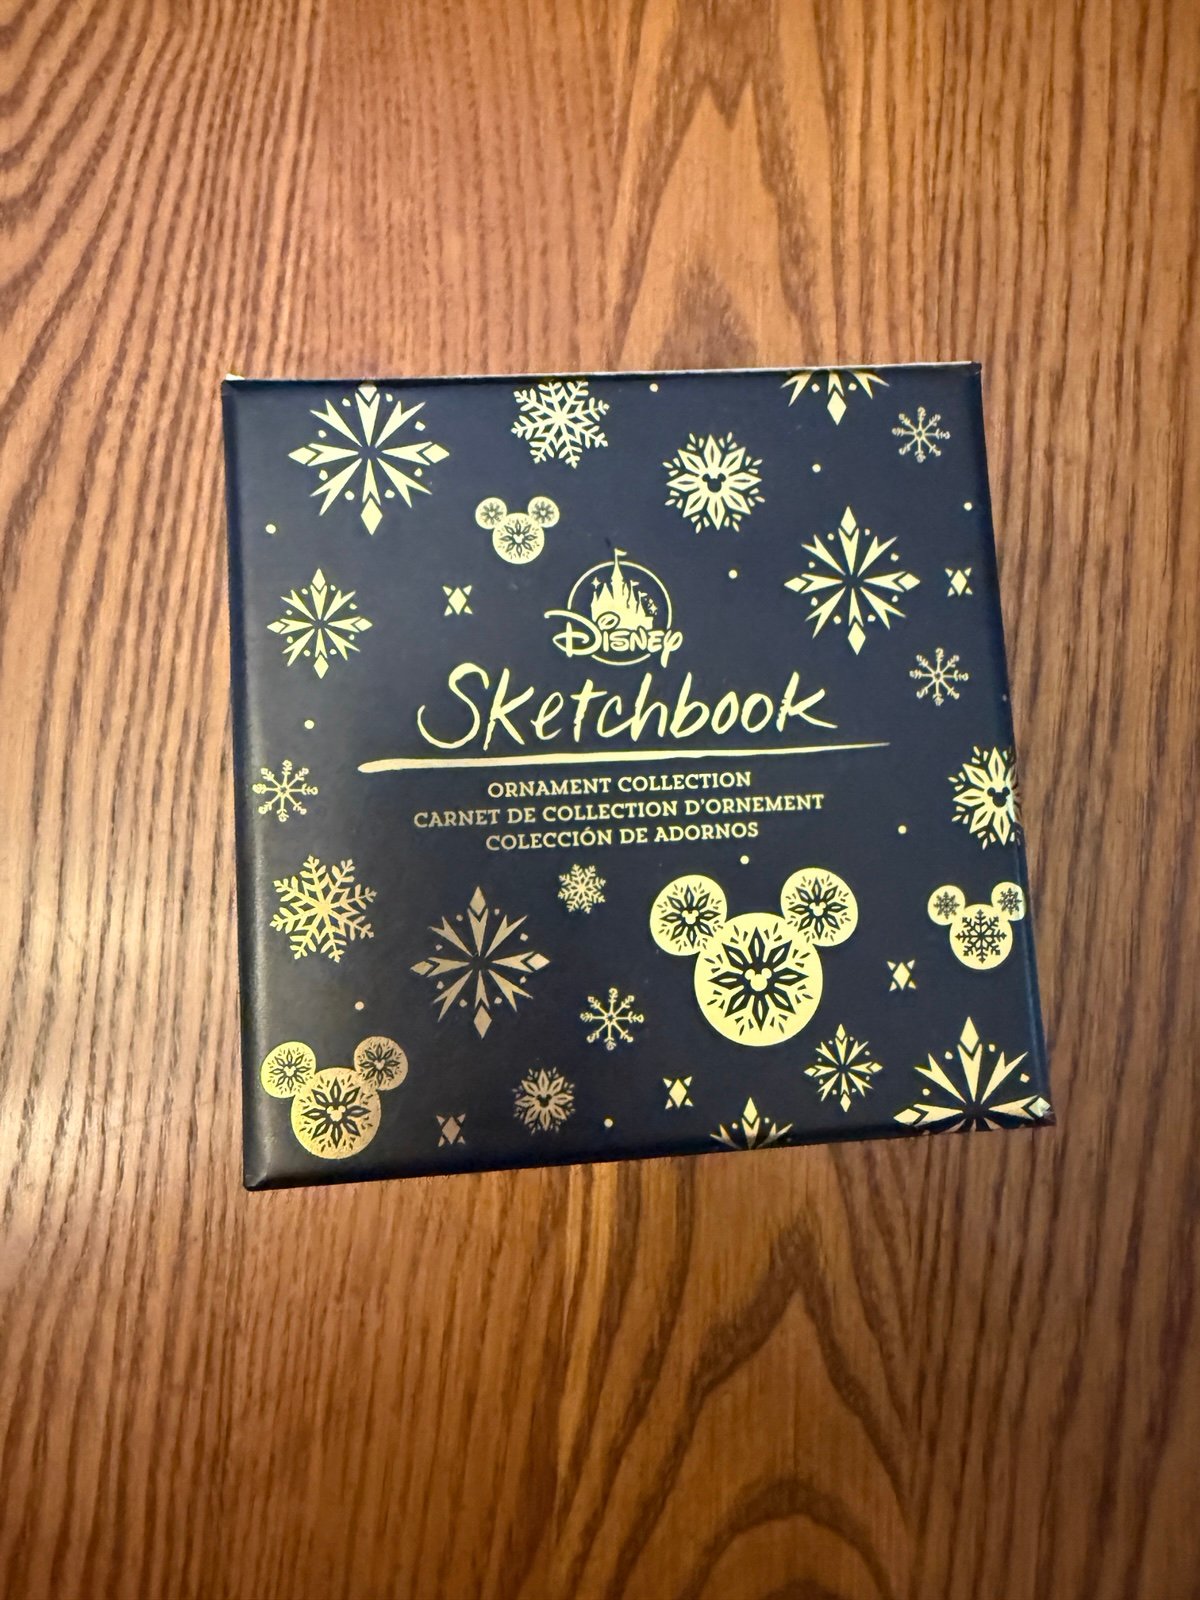 Disney
Sketchbook
ORNAMENT COLLECTION
CARNET DE COLLECTION D'ORNEMENT
COLECCIÓN DE ADORNOS